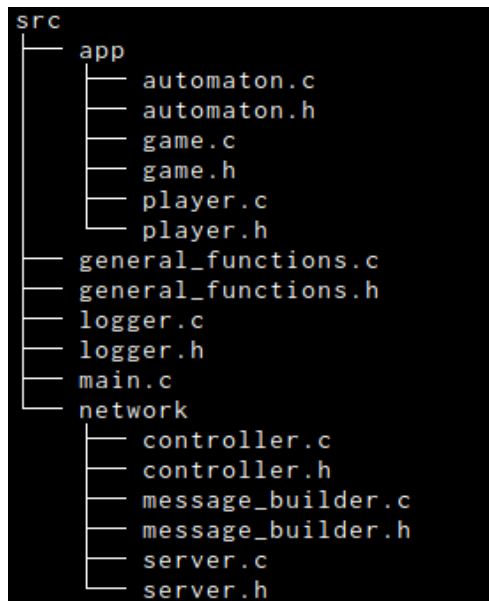 src
app
automaton.c
automaton.h
game.c
game.h
player.c
player.h
general_functions.c
general_functions.h
logger.c
logger.h
main.c
network
controller.c
controller.h
message_builder.c
message_builder.h
server.c
server.h